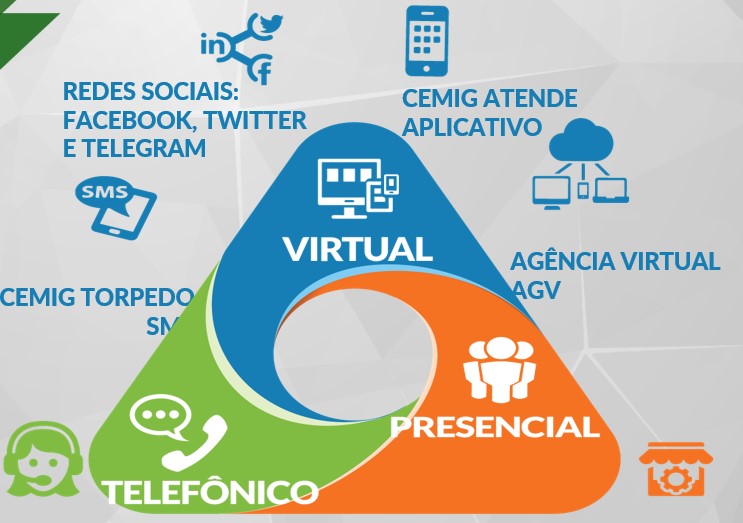 in
f
REDES SOCIAIS:
FACEBOOK, TWITTER
E TELEGRAM
CEMIG ATENDE
APLICATIVO
SMS
VIRTUAL
AGÊNCIA VIRTUAL
AGV
CEMIG TORPEDO
SM
PRESENCIAL
TELEFÔNICO